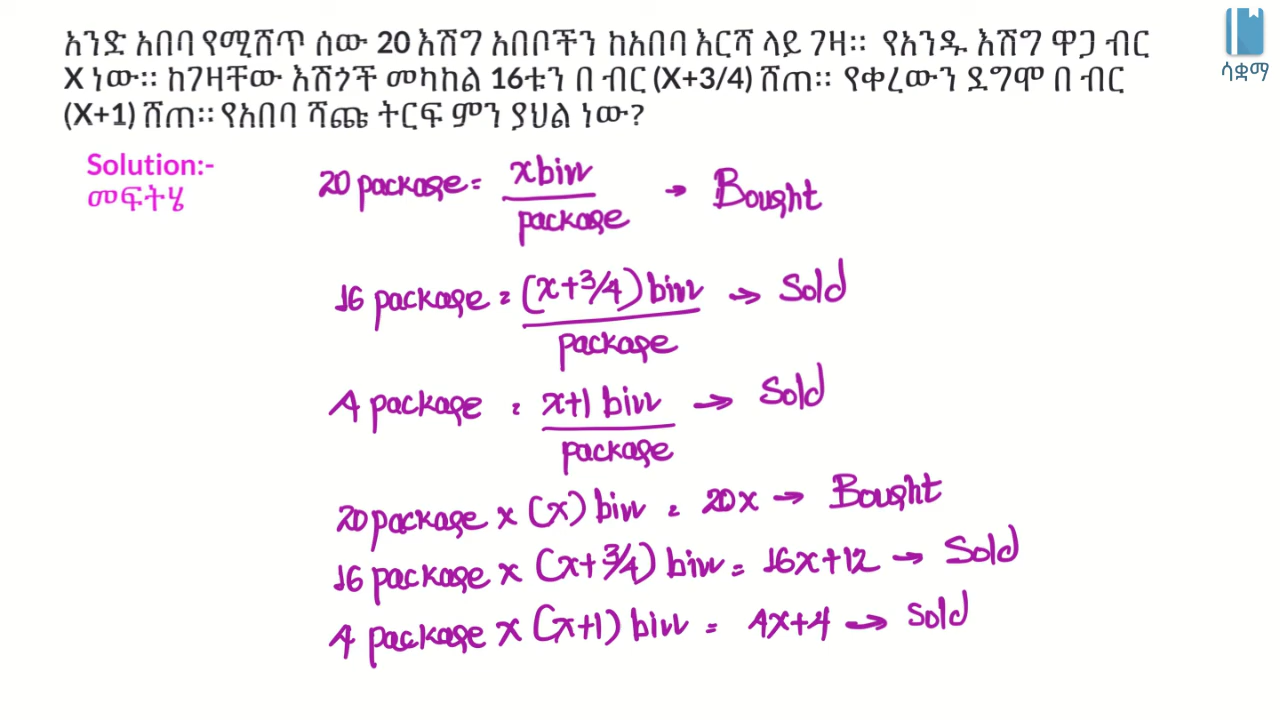 አንድ አበባ የሚሸጥ ሰው 20 እሽግ አበቦችን ከአበባ እርሻ ላይ ገዛ። የአንዱ እሽግ ዋጋ ብር
X ነው። ከገዛቸው እሽጎች መካከል 16ቱን በ ብር (X+3/4) ሸጠ። የቀረውን ደግሞ በ ብር
(X+1) ሸጠ። የአበባ ሻጩ ትርፍ ምን ያህል ነው?
ሳቋማ
Solution:-
መፍትሄ
20 package = x birr / package → Bought
16 package = (x+3/4) birr / package → Sold
4 package = x+1 birr / package → Sold
20 package x (x) birr = 20x → Bought
16 package x (x+3/4) birr = 16x+12 → Sold
4 package x (x+1) birr = 4x+4 → Sold